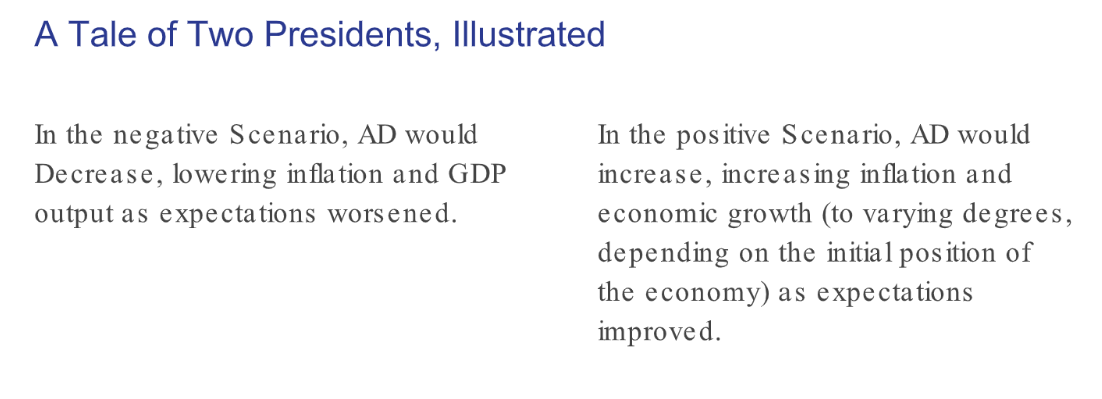 A Tale of Two Presidents, Illustrated
In the negative Scenario, AD would
Decrease, lowering inflation and GDP
output as expectations worsened.
In the positive Scenario, AD would
increase, increasing inflation and
economic growth (to varying degrees,
depending on the initial position of
the economy) as expectations
improved.